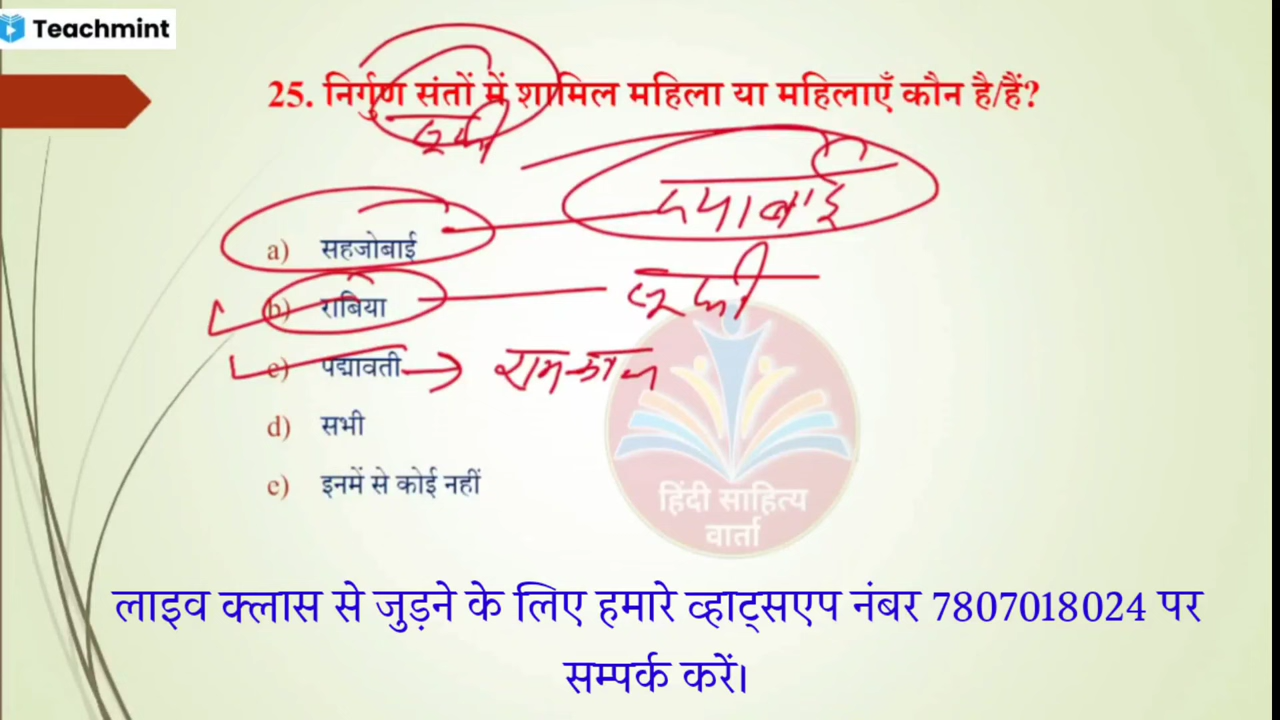 Teachmint
25. निर्गुण संतों में शामिल महिला या महिलाएँ कौन है/हैं?
सूफी
दयाबाई
a) सहजोबाई
b) राबिया
सूफी
c) पद्मावती
d) सभी
e) इनमें से कोई नहीं
हिंदी साहित्य
वार्ता
लाइव क्लास से जुड़ने के लिए हमारे व्हाट्सएप नंबर 7807018024 पर
सम्पर्क करें।